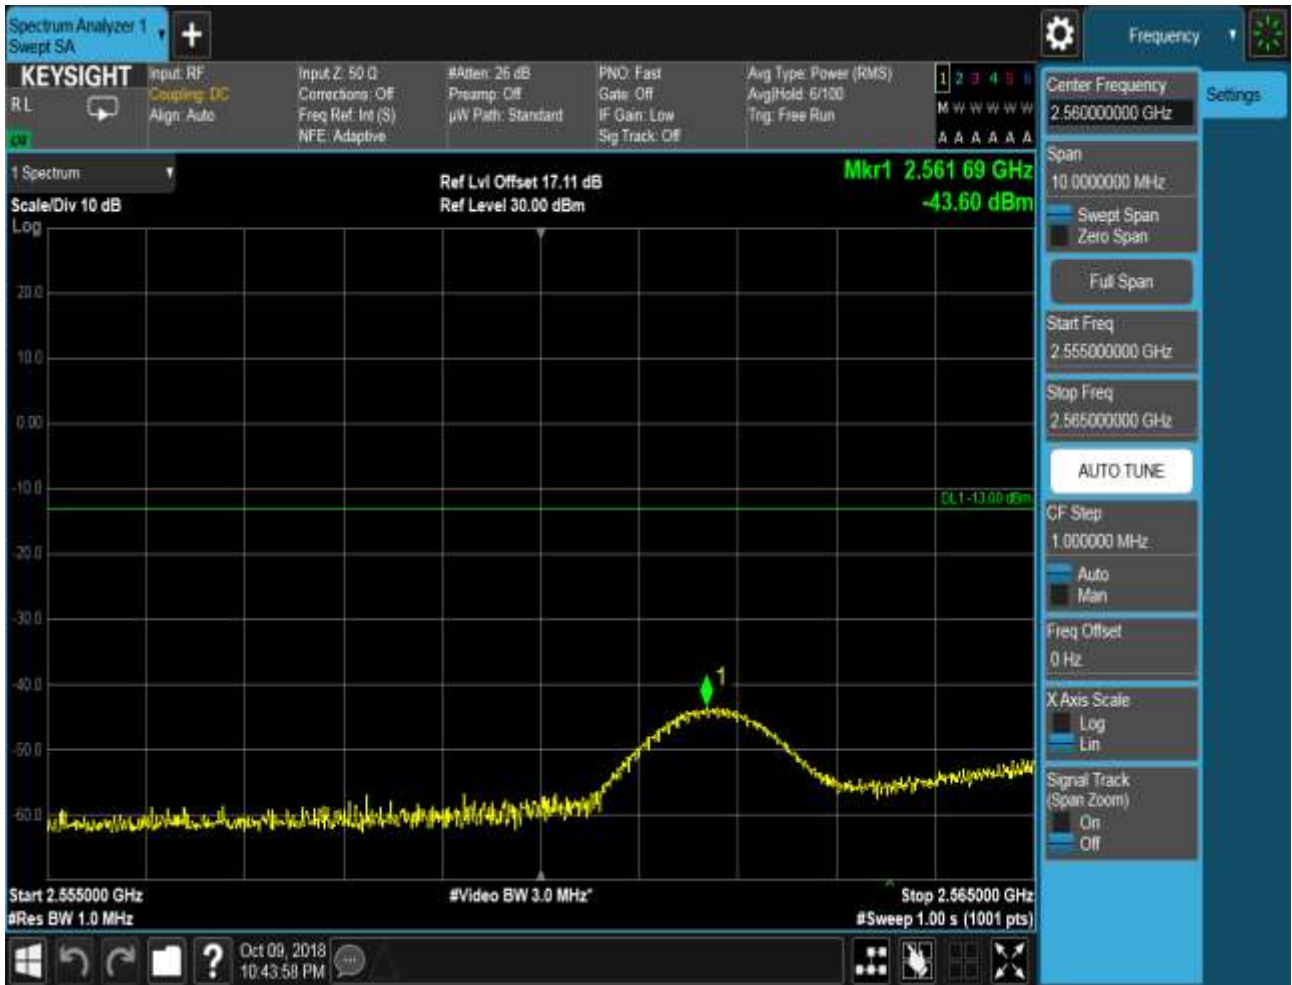 Spectrum Analyzer 1
Swept SA
+
Frequency
KEYSIGHT
RL
Input: RF
Coupling: DC
Align: Auto
Input Z: 50 Ω
Corrections: Off
Freq Ref: Int (S)
NFE: Adaptive
#Atten: 26 dB
Preamp: Off
µW Path: Standard
PNO: Fast
Gate: Off
IF Gain: Low
Sig Track: Off
Avg Type: Power (RMS)
Avg|Hold: 6/100
Trig: Free Run
1 2 3 4 5 6
M W W W W W
A A A A A A
1 Spectrum
Scale/Div 10 dB
Log
Ref Lvl Offset 17.11 dB
Ref Level 30.00 dBm
Mkr1 2.561 69 GHz
-43.60 dBm
20.0
10.0
0.00
-10.0
-20.0
-30.0
-40.0
-50.0
-60.0
DL1 -13.00 dBm
1
Start 2.555000 GHz
#Res BW 1.0 MHz
#Video BW 3.0 MHz*
Stop 2.565000 GHz
#Sweep 1.00 s (1001 pts)
Center Frequency
2.560000000 GHz
Settings
Span
10.0000000 MHz
Swept Span
Zero Span
Full Span
Start Freq
2.555000000 GHz
Stop Freq
2.565000000 GHz
AUTO TUNE
CF Step
1.000000 MHz
Auto
Man
Freq Offset
0 Hz
X Axis Scale
Log
Lin
Signal Track
(Span Zoom)
On
Off
?
Oct 09, 2018
10:43:58 PM